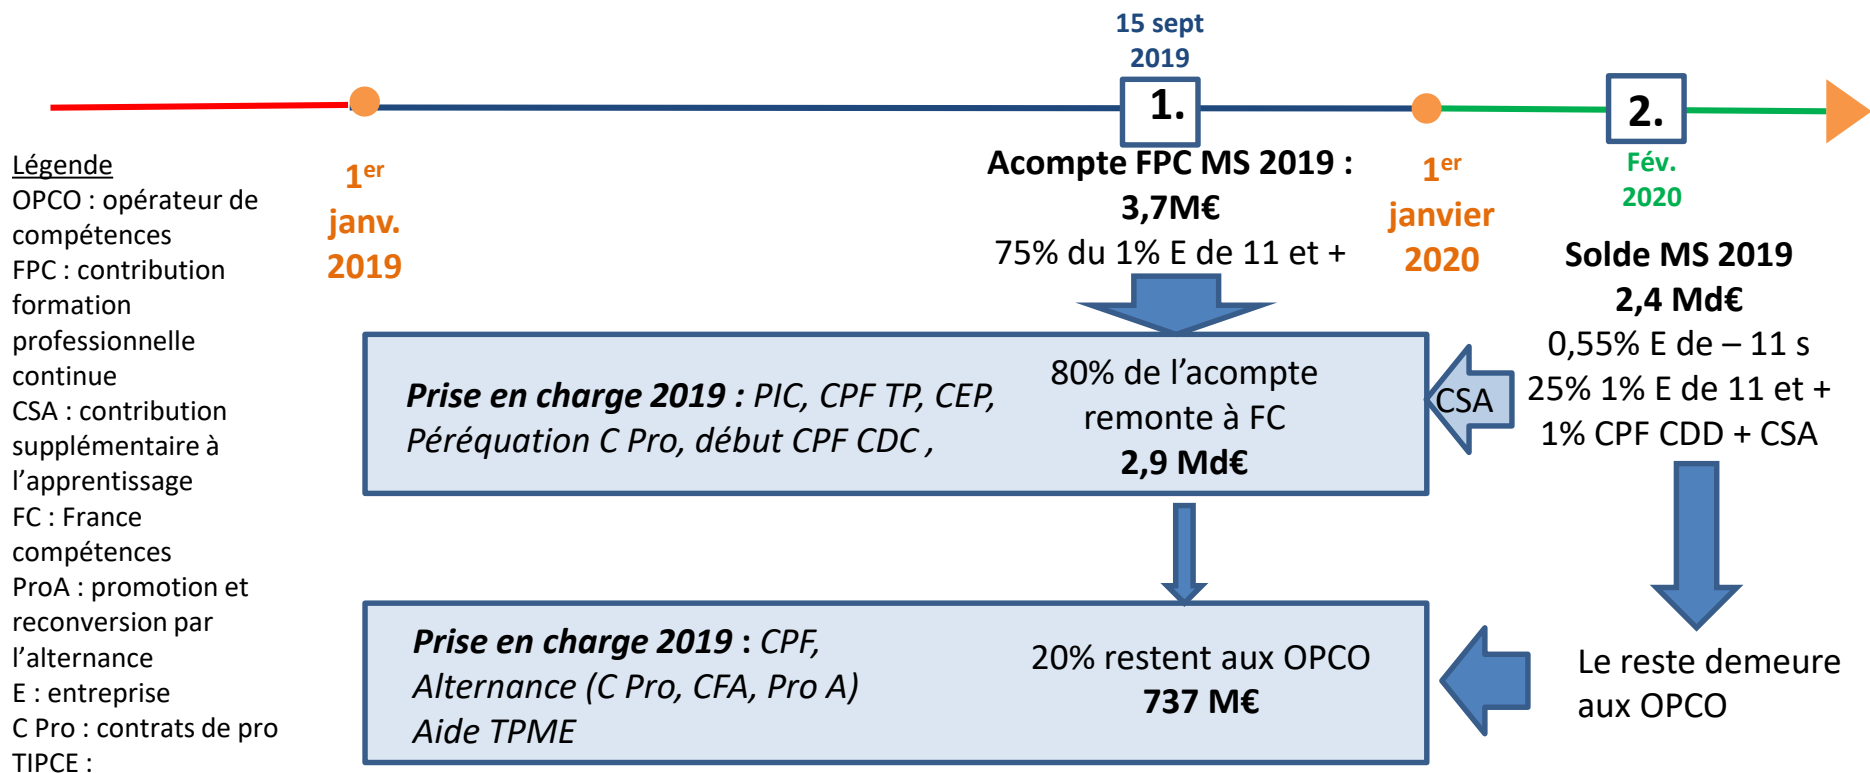 15 sept
2019
1.
2.
Légende
OPCO : opérateur de
compétences
FPC : contribution
formation
professionnelle
continue
CSA : contribution
supplémentaire à
l'apprentissage
FC : France
compétences
ProA : promotion et
reconversion par
l'alternance
E : entreprise
C Pro : contrats de pro
TIPCE :
1er
janv.
2019
Acompte FPC MS 2019 :
3,7M€
75% du 1% E de 11 et +
1er
janvier
2020
Fév.
2020
Solde MS 2019
2,4 Md€
0,55% E de – 11 s
25% 1% E de 11 et +
1% CPF CDD + CSA
Prise en charge 2019 : PIC, CPF TP, CEP,
Péréquation C Pro, début CPF CDC ,
80% de l'acompte
remonte à FC
2,9 Md€
CSA
Prise en charge 2019 : CPF,
Alternance (C Pro, CFA, Pro A)
Aide TPME
20% restent aux OPCO
737 M€
Le reste demeure
aux OPCO